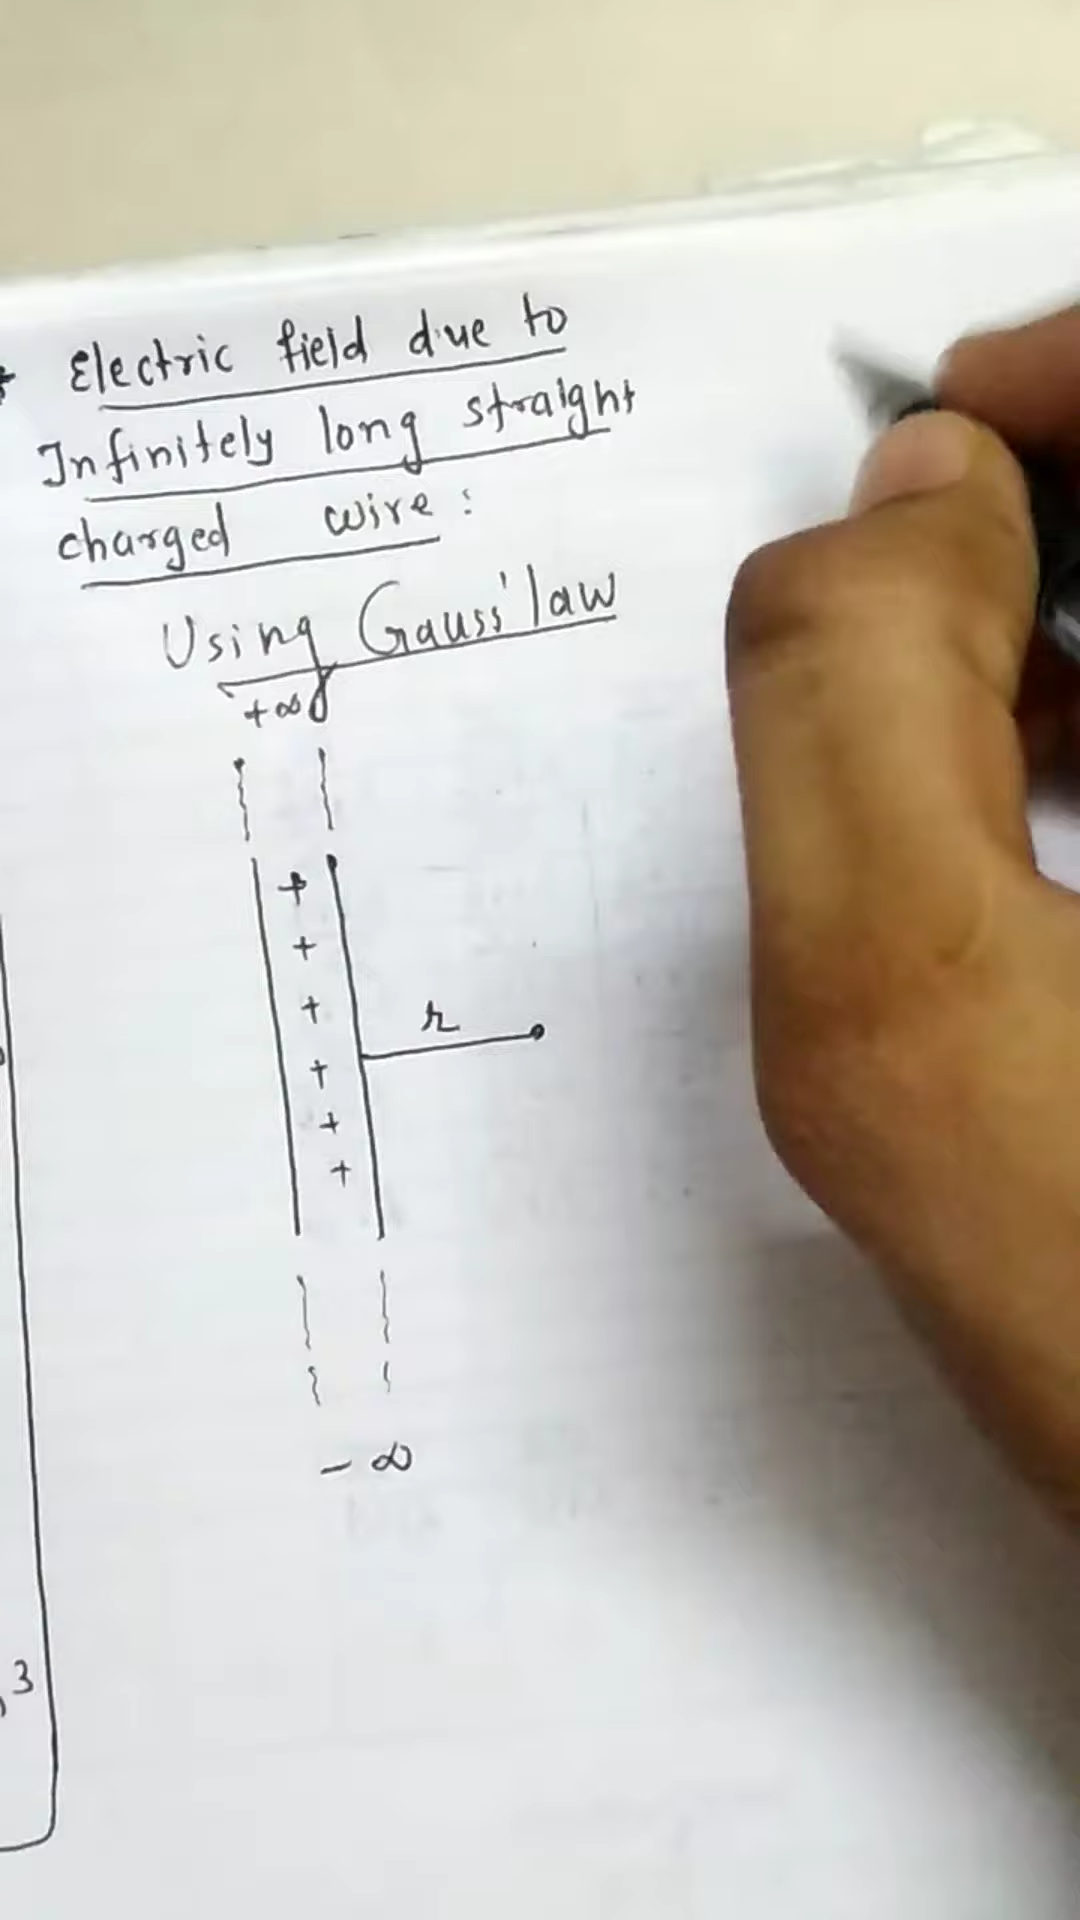 Electric field due to
Infinitely long straight
charged wire :
Using Gauss' law
+∞
+
+
+
r
+
+
+
- ∞
3